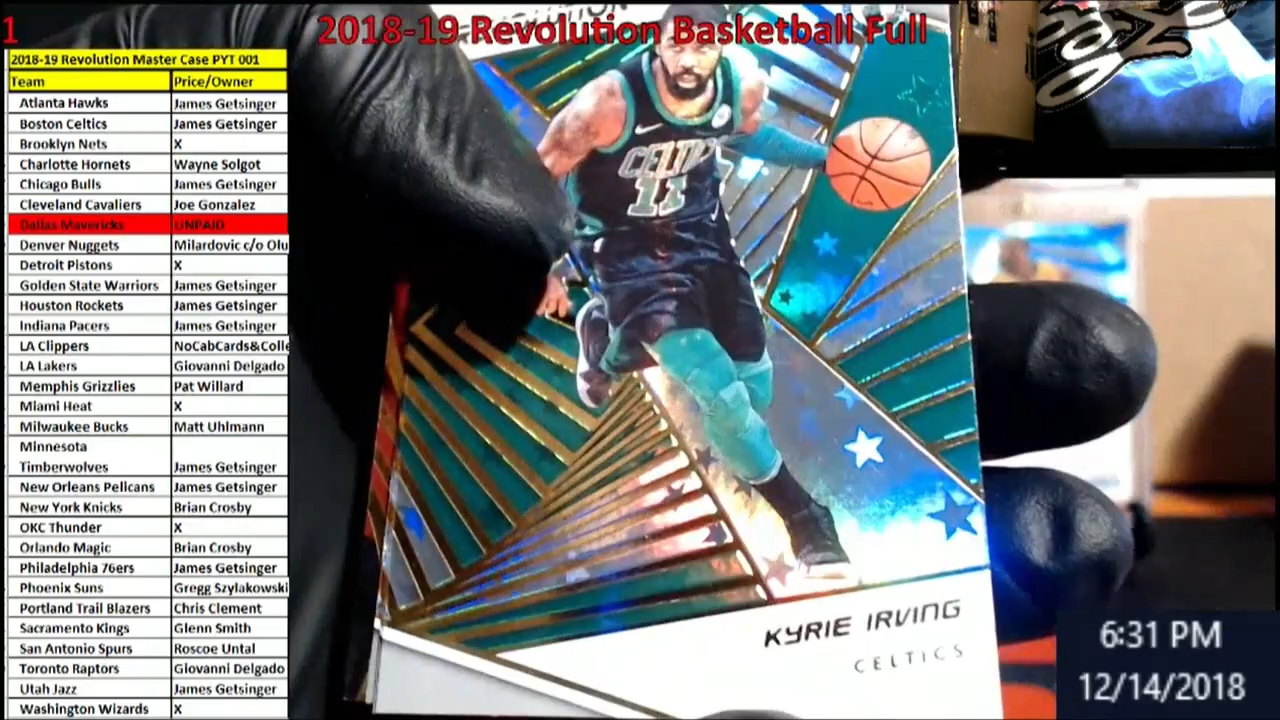 1
2018-19 Revolution Basketball Full
2018-19 Revolution Master Case PYT 001
Team Price/Owner
Atlanta Hawks James Getsinger
Boston Celtics James Getsinger
Brooklyn Nets X
Charlotte Hornets Wayne Solgot
Chicago Bulls James Getsinger
Cleveland Cavaliers Joe Gonzalez
Dallas Mavericks UNPAID
Denver Nuggets Milardovic c/o Olu
Detroit Pistons X
Golden State Warriors James Getsinger
Houston Rockets James Getsinger
Indiana Pacers James Getsinger
LA Clippers NoCabCards&Colle
LA Lakers Giovanni Delgado
Memphis Grizzlies Pat Willard
Miami Heat X
Milwaukee Bucks Matt Uhlmann
Minnesota
Timberwolves James Getsinger
New Orleans Pelicans James Getsinger
New York Knicks Brian Crosby
OKC Thunder X
Orlando Magic Brian Crosby
Philadelphia 76ers James Getsinger
Phoenix Suns Gregg Szylakowski
Portland Trail Blazers Chris Clement
Sacramento Kings Glenn Smith
San Antonio Spurs Roscoe Untal
Toronto Raptors Giovanni Delgado
Utah Jazz James Getsinger
Washington Wizards X
11
KYRIE IRVING
CELTICS
6:31 PM
12/14/2018